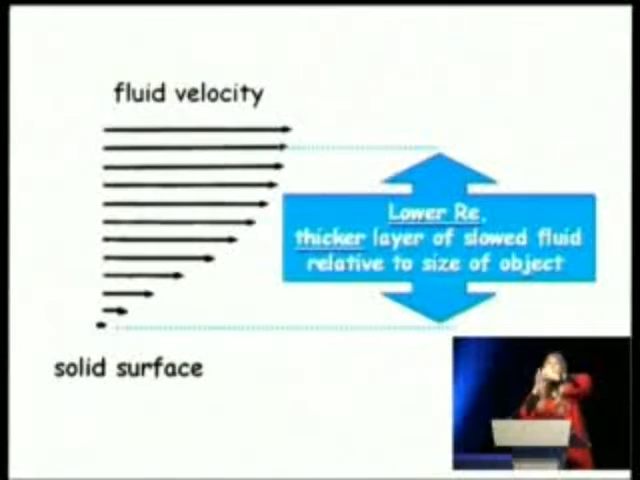 fluid velocity
Lower Re,
thicker layer of slowed fluid
relative to size of object
solid surface